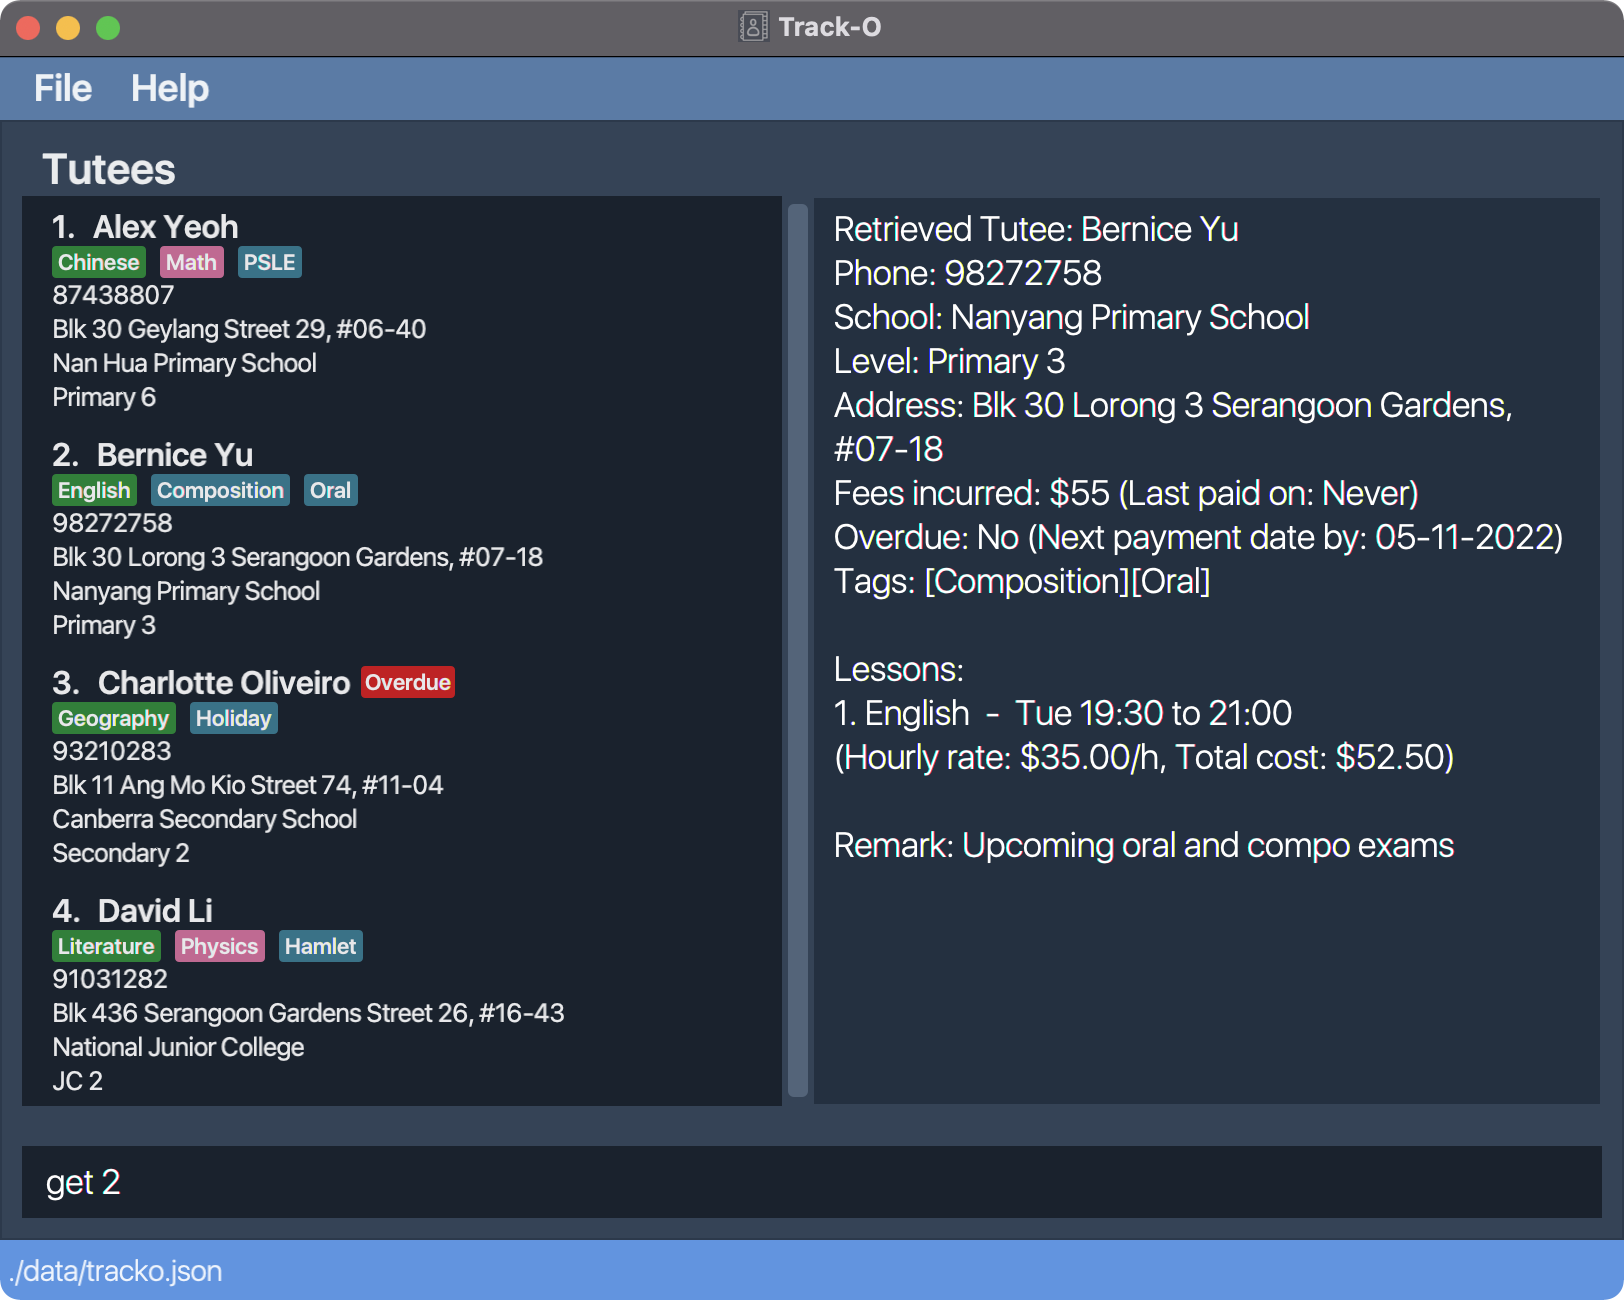 Track-O
File Help
Tutees
1. Alex Yeoh
Chinese Math PSLE
87438807
Blk 30 Geylang Street 29, #06-40
Nan Hua Primary School
Primary 6
2. Bernice Yu
English Composition Oral
98272758
Blk 30 Lorong 3 Serangoon Gardens, #07-18
Nanyang Primary School
Primary 3
3. Charlotte Oliveiro Overdue
Geography Holiday
93210283
Blk 11 Ang Mo Kio Street 74, #11-04
Canberra Secondary School
Secondary 2
4. David Li
Literature Physics Hamlet
91031282
Blk 436 Serangoon Gardens Street 26, #16-43
National Junior College
JC 2
Retrieved Tutee: Bernice Yu
Phone: 98272758
School: Nanyang Primary School
Level: Primary 3
Address: Blk 30 Lorong 3 Serangoon Gardens,
#07-18
Fees incurred: $55 (Last paid on: Never)
Overdue: No (Next payment date by: 05-11-2022)
Tags: [Composition][Oral]
Lessons:
1. English - Tue 19:30 to 21:00
(Hourly rate: $35.00/h, Total cost: $52.50)
Remark: Upcoming oral and compo exams
get 2
./data/tracko.json